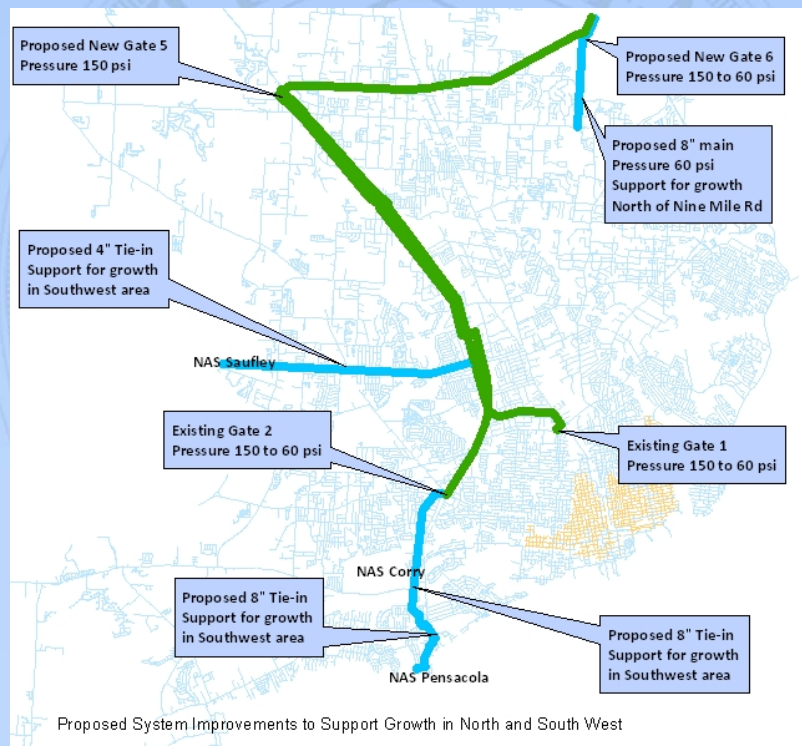 Proposed New Gate 5
Pressure 150 psi
Proposed New Gate 6
Pressure 150 to 60 psi
Proposed 8" main
Pressure 60 psi
Support for growth
North of Nine Mile Rd
Proposed 4" Tie-in
Support for growth
in Southwest area
NAS Saufley
Existing Gate 2
Pressure 150 to 60 psi
Existing Gate 1
Pressure 150 to 60 psi
NAS Corry
Proposed 8" Tie-in
Support for growth
in Southwest area
Proposed 8" Tie-in
Support for growth
in Southwest area
NAS Pensacola
Proposed System Improvements to Support Growth in North and South West